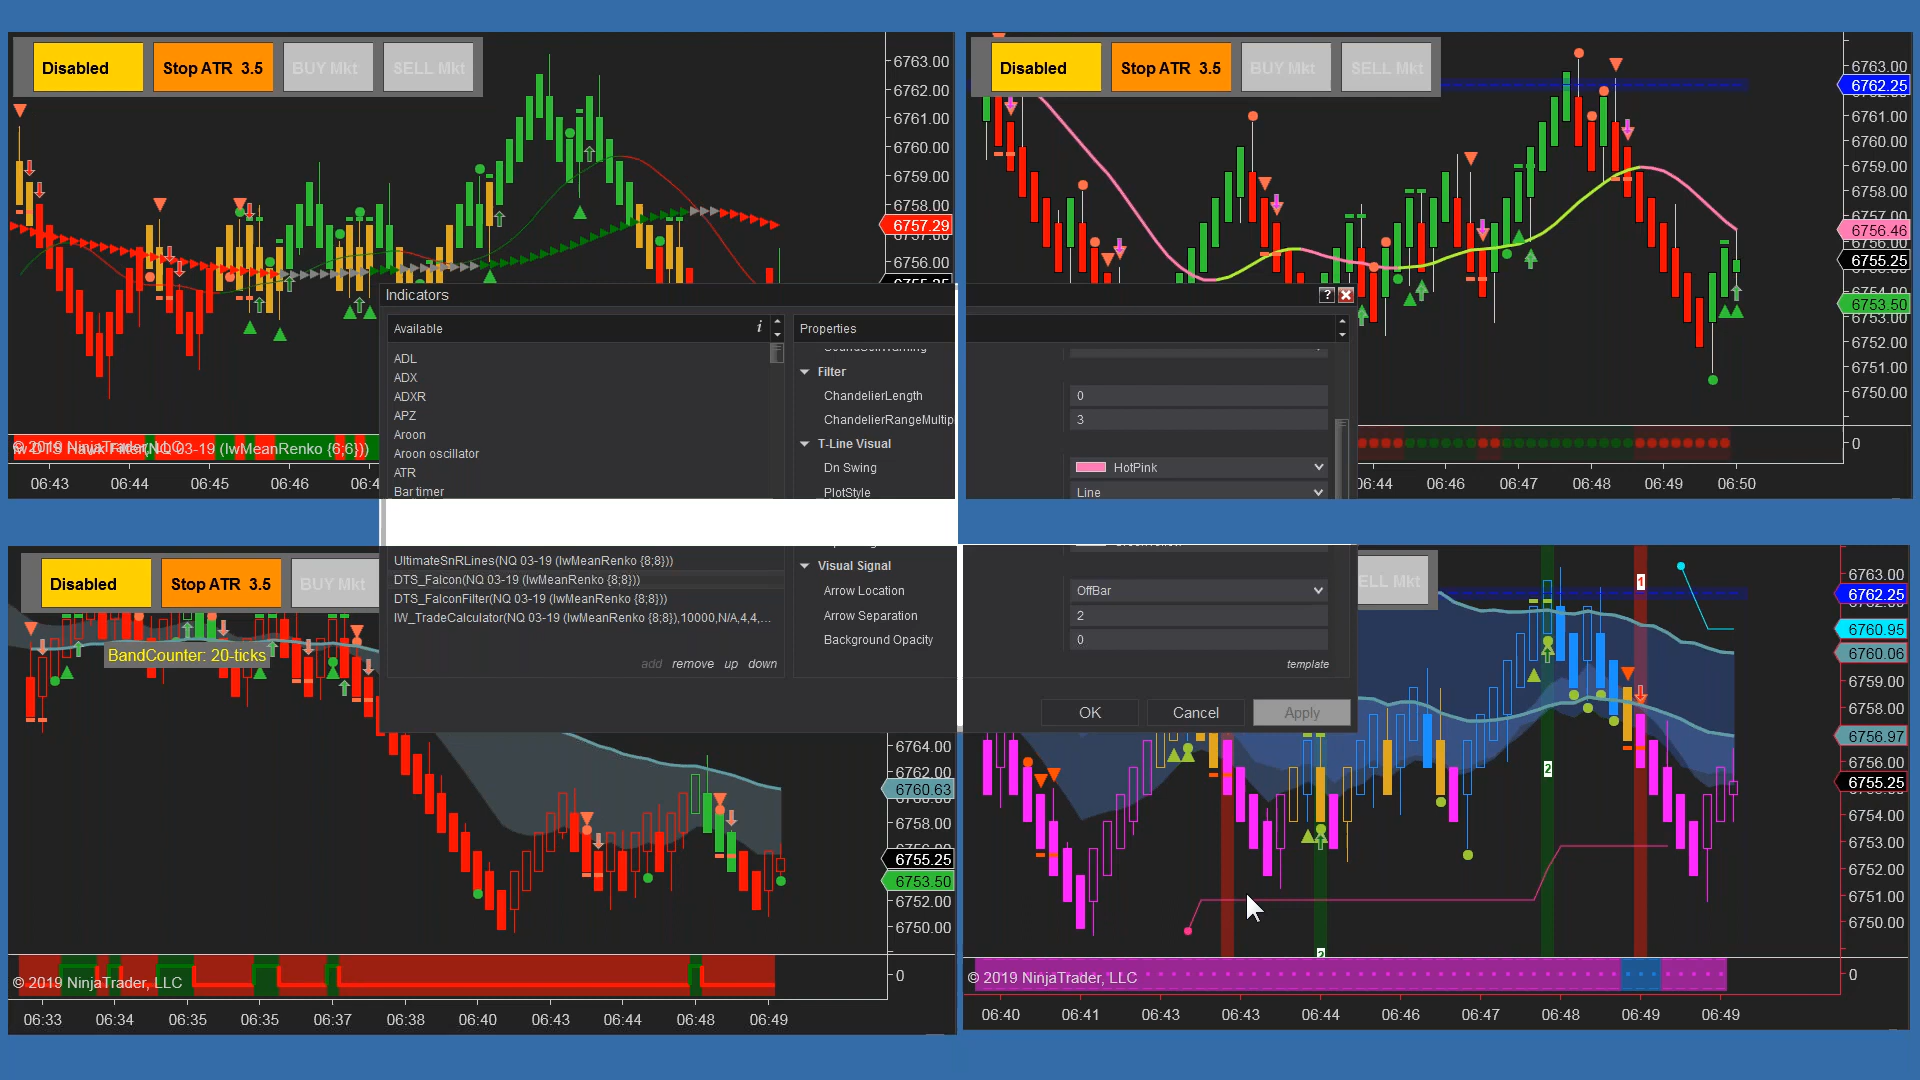 Disabled
Stop ATR 3.5
BUY Mkt
SELL Mkt
6763.00
6762.00
6761.00
6760.00
6759.00
6758.00
6757.29
6756.00
© 2019 NinjaTrader, LLC
06:43
06:44
06:45
06:46
Disabled
Stop ATR 3.5
BUY Mkt
SELL Mkt
6763.00
6762.25
6761.00
6760.00
6759.00
6758.00
6757.00
6756.46
6755.25
6753.50
6753.00
6752.00
6751.00
6750.00
0
06:46
06:47
06:48
06:49
06:50
Indicators
?
Available
i
Properties
ADL
ADX
ADXR
APZ
Aroon
Aroon oscillator
ATR
Bar timer
Filter
ChandelierLength
0
ChandelierRangeMultip
3
T-Line Visual
Dn Swing
HotPink
PlotStyle
Line
UltimateSnRLines(NQ 03-19 (IwMeanRenko {8;8}))
DTS_Falcon(NQ 03-19 (IwMeanRenko {8;8}))
DTS_FalconFilter(NQ 03-19 (IwMeanRenko {8;8}))
IW_TradeCalculator(NQ 03-19 (IwMeanRenko {8;8}),10000,N/A,4,4,...
add remove up down
Visual Signal
Arrow Location
OffBar
Arrow Separation
2
Background Opacity
0
template
OK
Cancel
Apply
Disabled
Stop ATR 3.5
BUY Mkt
BandCounter: 20-ticks
6764.00
6762.00
6760.63
6758.00
6755.25
6753.50
6752.00
6750.00
0
© 2019 NinjaTrader, LLC
06:33
06:34
06:35
06:35
06:37
06:38
06:40
06:43
06:44
06:48
06:49
ELL Mkt
1
2
2
6763.00
6762.25
6760.95
6760.06
6759.00
6758.00
6756.97
6756.00
6755.25
6754.00
6753.00
6752.00
6751.00
6750.00
0
© 2019 NinjaTrader, LLC
06:40
06:41
06:43
06:43
06:44
06:46
06:47
06:48
06:49
06:49